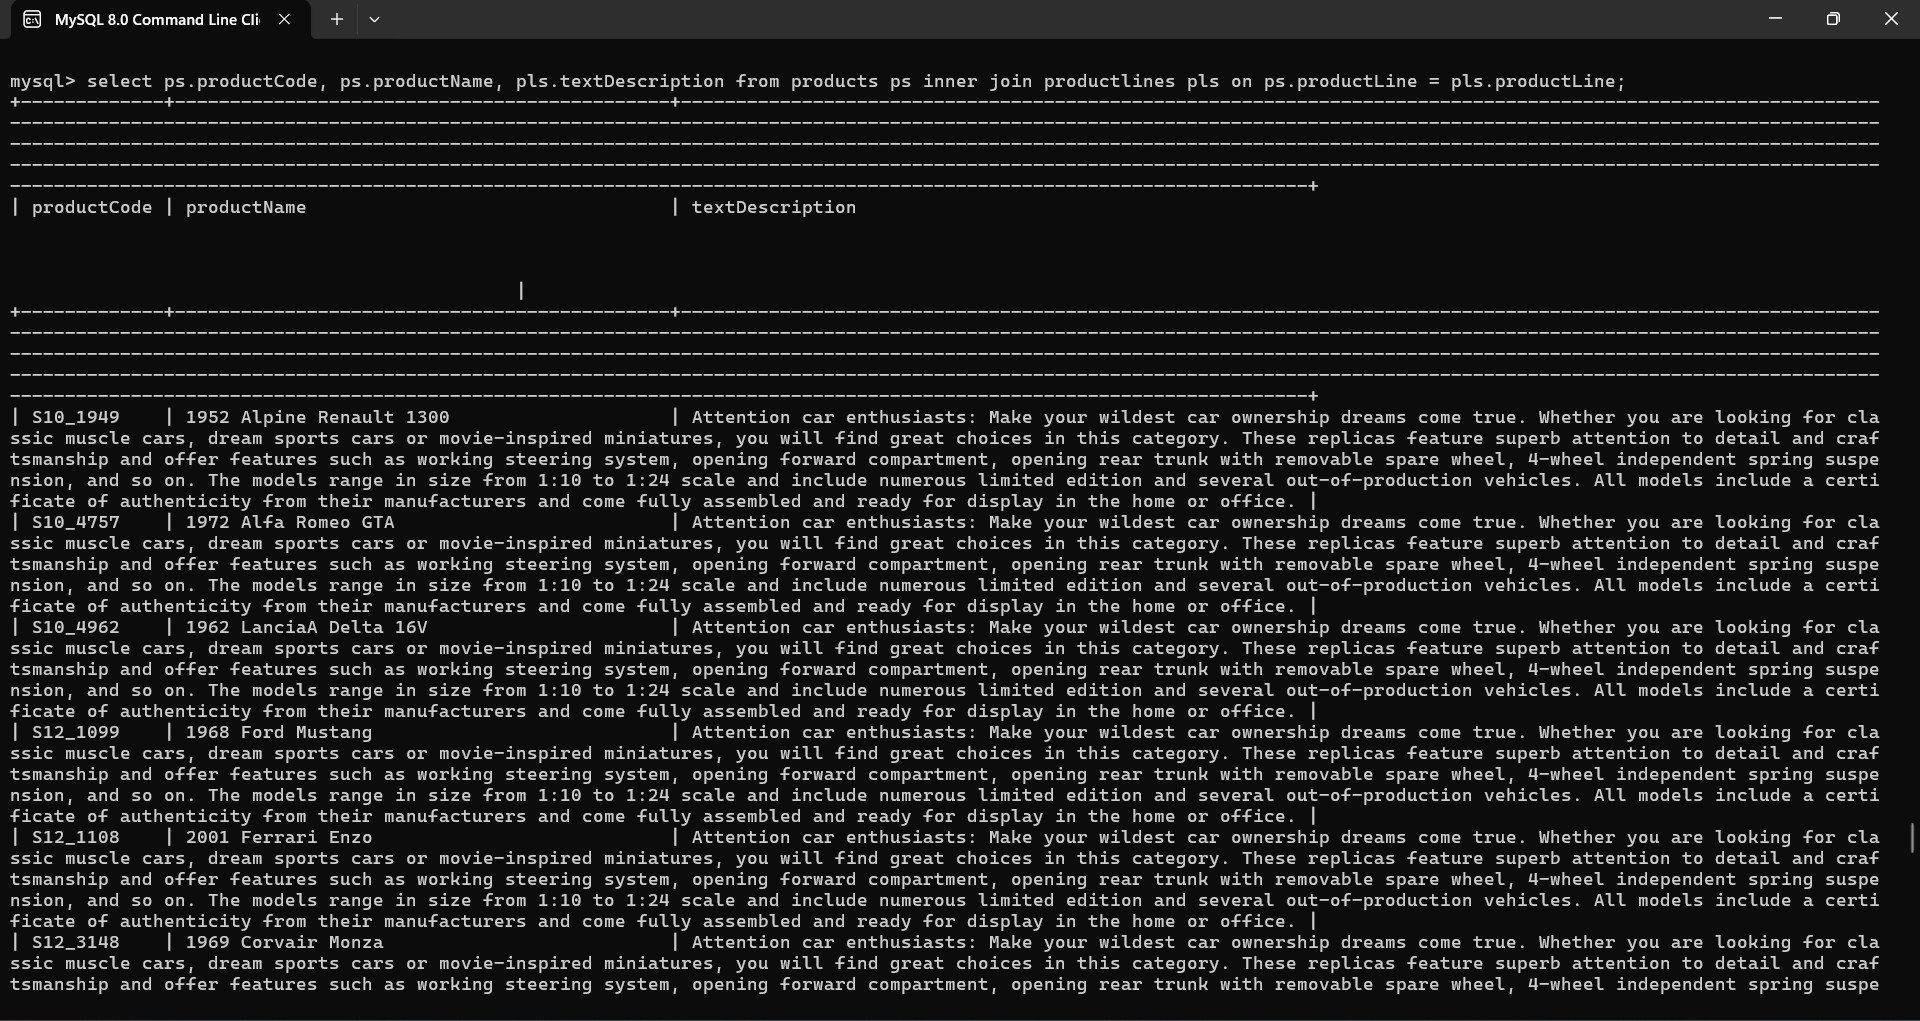 MySQL 8.0 Command Line Cli
mysql> select ps.productCode, ps.productName, pls.textDescription from products ps inner join productlines pls on ps.productLine = pls.productLine;
| productCode | productName | textDescription
|
| S10_1949 | 1952 Alpine Renault 1300 | Attention car enthusiasts: Make your wildest car ownership dreams come true. Whether you are looking for cla
ssic muscle cars, dream sports cars or movie-inspired miniatures, you will find great choices in this category. These replicas feature superb attention to detail and craf
tsmanship and offer features such as working steering system, opening forward compartment, opening rear trunk with removable spare wheel, 4-wheel independent spring suspe
nsion, and so on. The models range in size from 1:10 to 1:24 scale and include numerous limited edition and several out-of-production vehicles. All models include a certi
ficate of authenticity from their manufacturers and come fully assembled and ready for display in the home or office. |
| S10_4757 | 1972 Alfa Romeo GTA | Attention car enthusiasts: Make your wildest car ownership dreams come true. Whether you are looking for cla
ssic muscle cars, dream sports cars or movie-inspired miniatures, you will find great choices in this category. These replicas feature superb attention to detail and craf
tsmanship and offer features such as working steering system, opening forward compartment, opening rear trunk with removable spare wheel, 4-wheel independent spring suspe
nsion, and so on. The models range in size from 1:10 to 1:24 scale and include numerous limited edition and several out-of-production vehicles. All models include a certi
ficate of authenticity from their manufacturers and come fully assembled and ready for display in the home or office. |
| S10_4962 | 1962 LanciaA Delta 16V | Attention car enthusiasts: Make your wildest car ownership dreams come true. Whether you are looking for cla
ssic muscle cars, dream sports cars or movie-inspired miniatures, you will find great choices in this category. These replicas feature superb attention to detail and craf
tsmanship and offer features such as working steering system, opening forward compartment, opening rear trunk with removable spare wheel, 4-wheel independent spring suspe
nsion, and so on. The models range in size from 1:10 to 1:24 scale and include numerous limited edition and several out-of-production vehicles. All models include a certi
ficate of authenticity from their manufacturers and come fully assembled and ready for display in the home or office. |
| S12_1099 | 1968 Ford Mustang | Attention car enthusiasts: Make your wildest car ownership dreams come true. Whether you are looking for cla
ssic muscle cars, dream sports cars or movie-inspired miniatures, you will find great choices in this category. These replicas feature superb attention to detail and craf
tsmanship and offer features such as working steering system, opening forward compartment, opening rear trunk with removable spare wheel, 4-wheel independent spring suspe
nsion, and so on. The models range in size from 1:10 to 1:24 scale and include numerous limited edition and several out-of-production vehicles. All models include a certi
ficate of authenticity from their manufacturers and come fully assembled and ready for display in the home or office. |
| S12_1108 | 2001 Ferrari Enzo | Attention car enthusiasts: Make your wildest car ownership dreams come true. Whether you are looking for cla
ssic muscle cars, dream sports cars or movie-inspired miniatures, you will find great choices in this category. These replicas feature superb attention to detail and craf
tsmanship and offer features such as working steering system, opening forward compartment, opening rear trunk with removable spare wheel, 4-wheel independent spring suspe
nsion, and so on. The models range in size from 1:10 to 1:24 scale and include numerous limited edition and several out-of-production vehicles. All models include a certi
ficate of authenticity from their manufacturers and come fully assembled and ready for display in the home or office. |
| S12_3148 | 1969 Corvair Monza | Attention car enthusiasts: Make your wildest car ownership dreams come true. Whether you are looking for cla
ssic muscle cars, dream sports cars or movie-inspired miniatures, you will find great choices in this category. These replicas feature superb attention to detail and craf
tsmanship and offer features such as working steering system, opening forward compartment, opening rear trunk with removable spare wheel, 4-wheel independent spring suspe